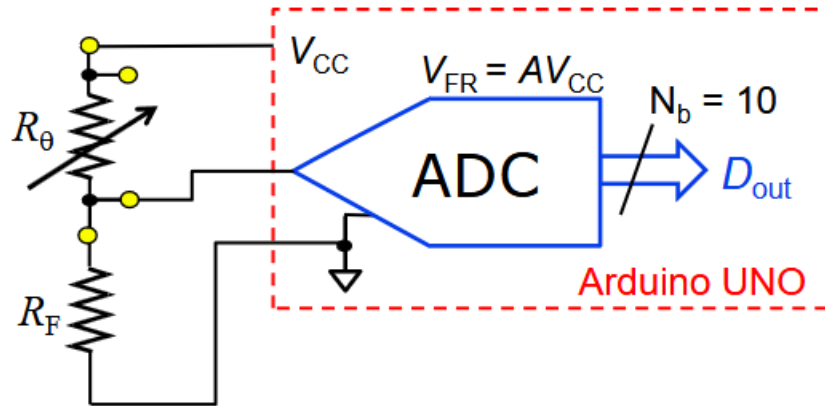 V_CC
V_FR = AV_CC
N_b = 10
R_θ
ADC
D_out
Arduino UNO
R_F